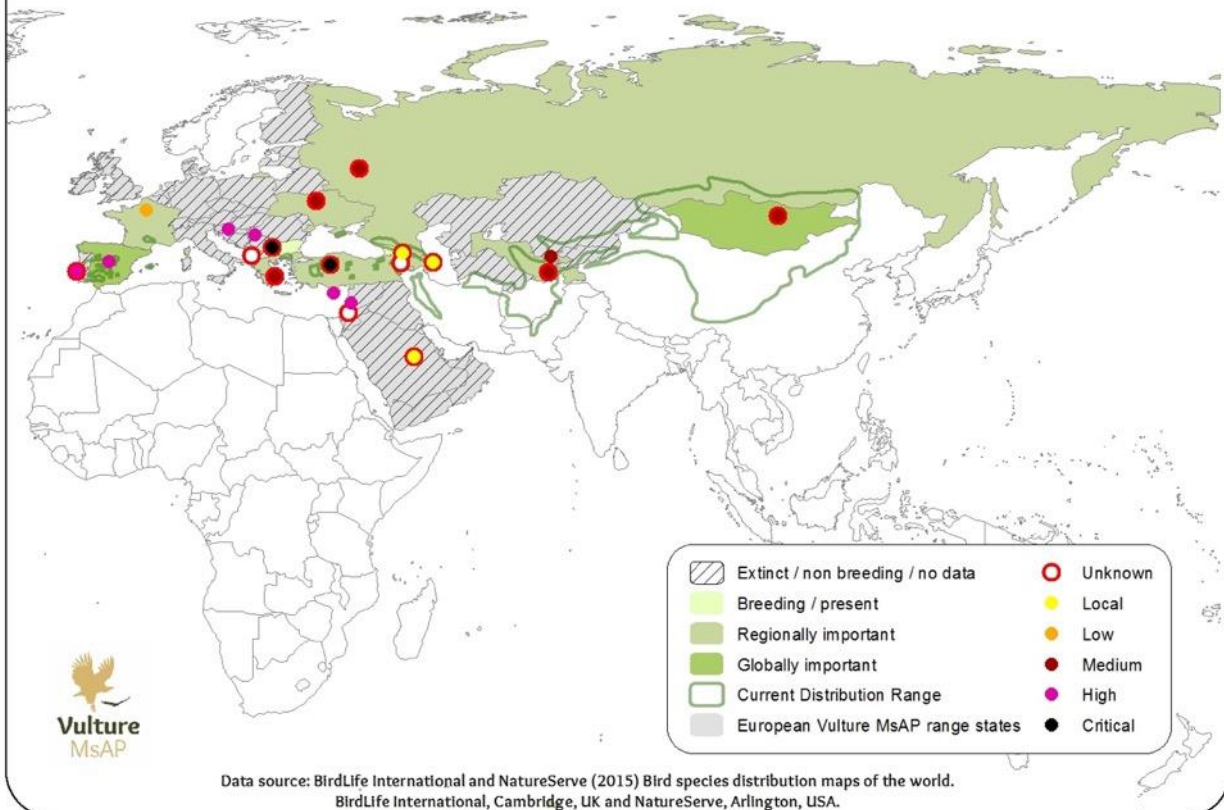 Extinct / non breeding / no data
Breeding / present
Regionally important
Globally important
Current Distribution Range
European Vulture MsAP range states
Unknown
Local
Low
Medium
High
Critical
Vulture
MsAP
Data source: BirdLife International and NatureServe (2015) Bird species distribution maps of the world.
BirdLife International, Cambridge, UK and NatureServe, Arlington, USA.